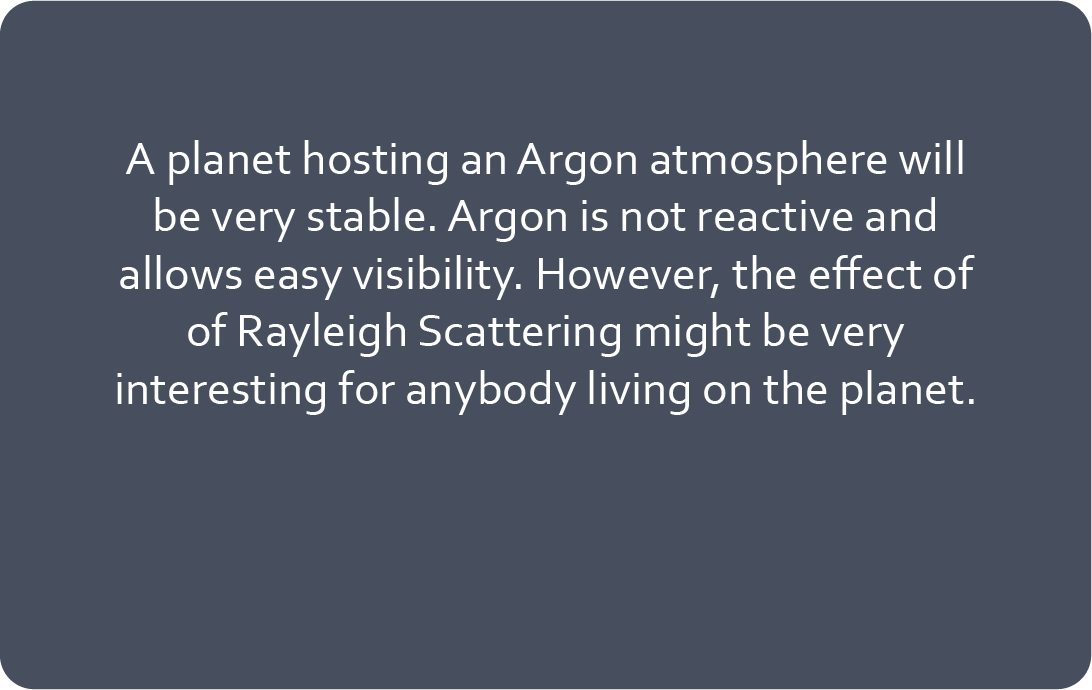 A planet hosting an Argon atmosphere will
be very stable. Argon is not reactive and
allows easy visibility. However, the effect of
of Rayleigh Scattering might be very
interesting for anybody living on the planet.